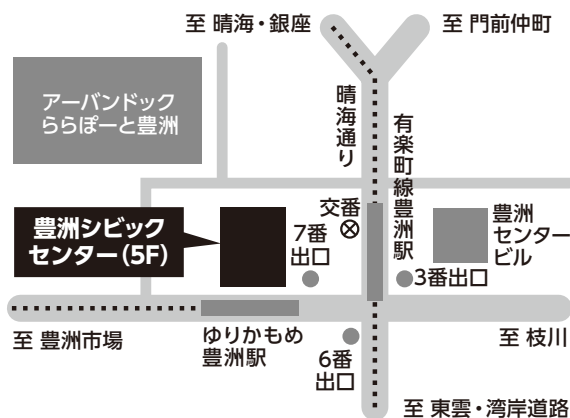 至 晴海・銀座
至 門前仲町
アーバンドック
ららぽーと豊洲
晴海通り
有楽町線豊洲駅
豊洲シビック
センター(5F)
交番
7番
出口
豊洲
センター
ビル
3番出口
至 豊洲市場
ゆりかもめ
豊洲駅
6番
出口
至 枝川
至 東雲・湾岸道路